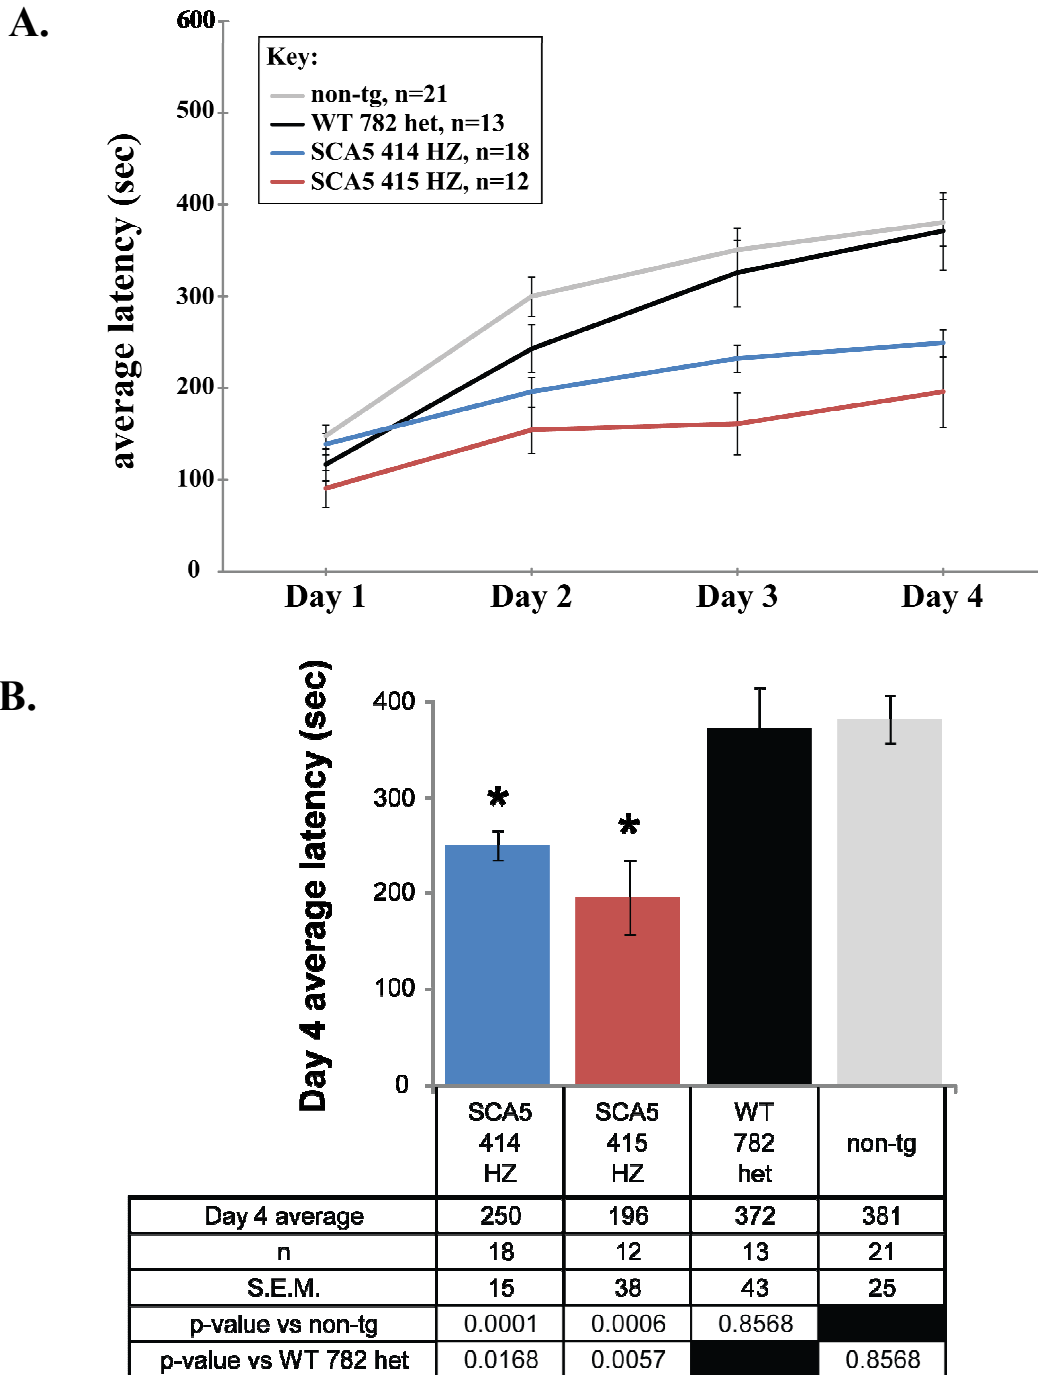 A.
average latency (sec)
600
500
400
300
200
100
0
Key:
non-tg, n=21
WT 782 het, n=13
SCA5 414 HZ, n=18
SCA5 415 HZ, n=12
Day 1 Day 2 Day 3 Day 4
B.
Day 4 average latency (sec)
400
300
200
100
0
*
*
SCA5 SCA5 WT
414 415 782 non-tg
HZ HZ het
Day 4 average 250 196 372 381
n 18 12 13 21
S.E.M. 15 38 43 25
p-value vs non-tg 0.0001 0.0006 0.8568
p-value vs WT 782 het 0.0168 0.0057 0.8568